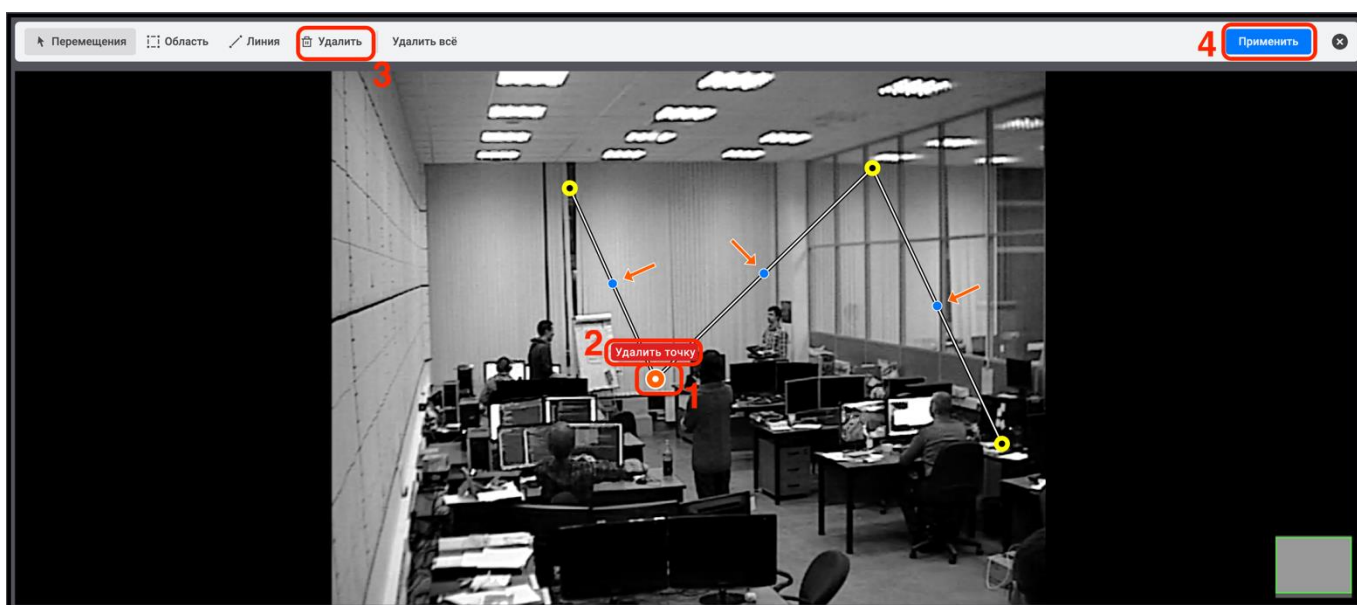 Перемещения Область Линия Удалить Удалить всё 4 Применить
3
2 Удалить точку
1